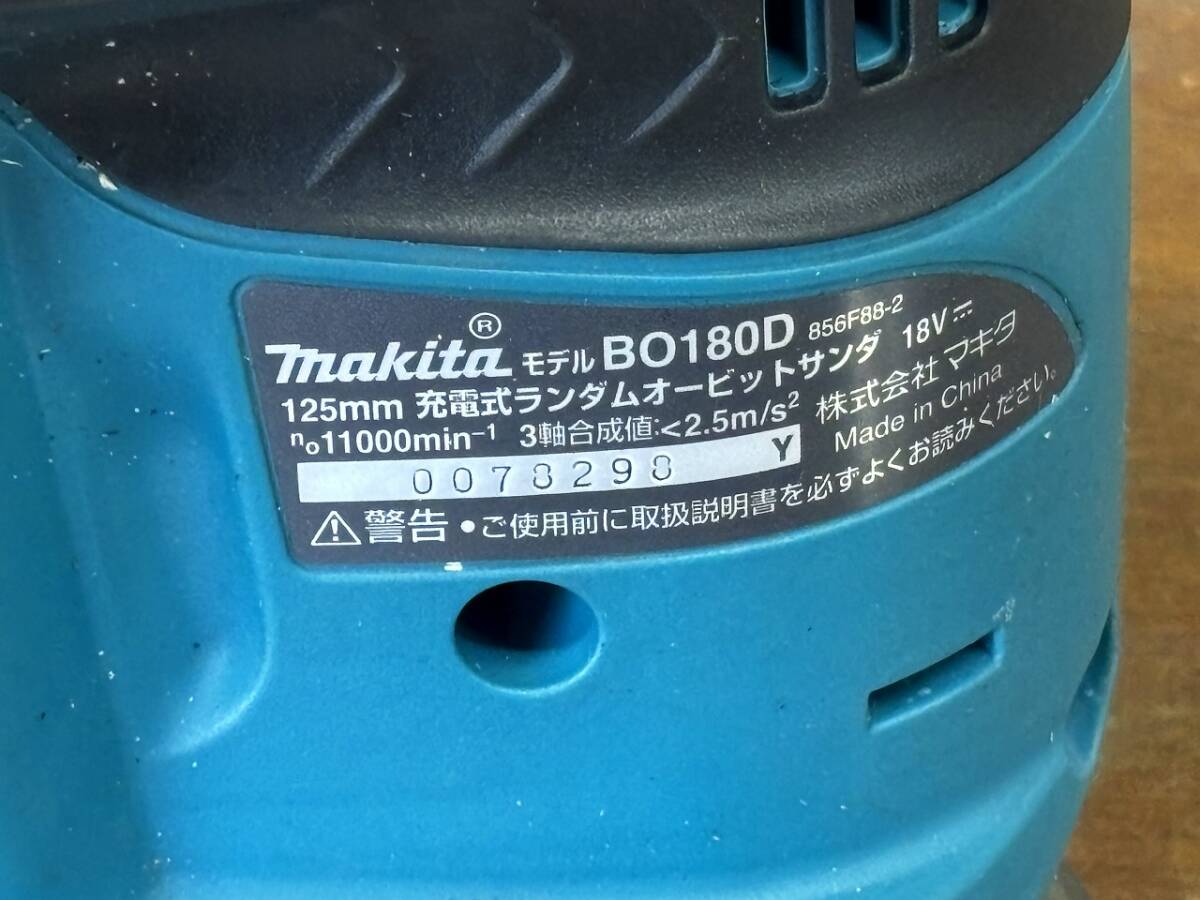 makita® モデル BO180D 856F88-2
125mm 充電式ランダムオービットサンダ 18V⎓
n₀11000min⁻¹ 3軸合成値:<2.5m/s²
株式会社 マキタ
Made in China
0078298 Y
⚠警告 •ご使用前に取扱説明書を必ずよくお読みください。